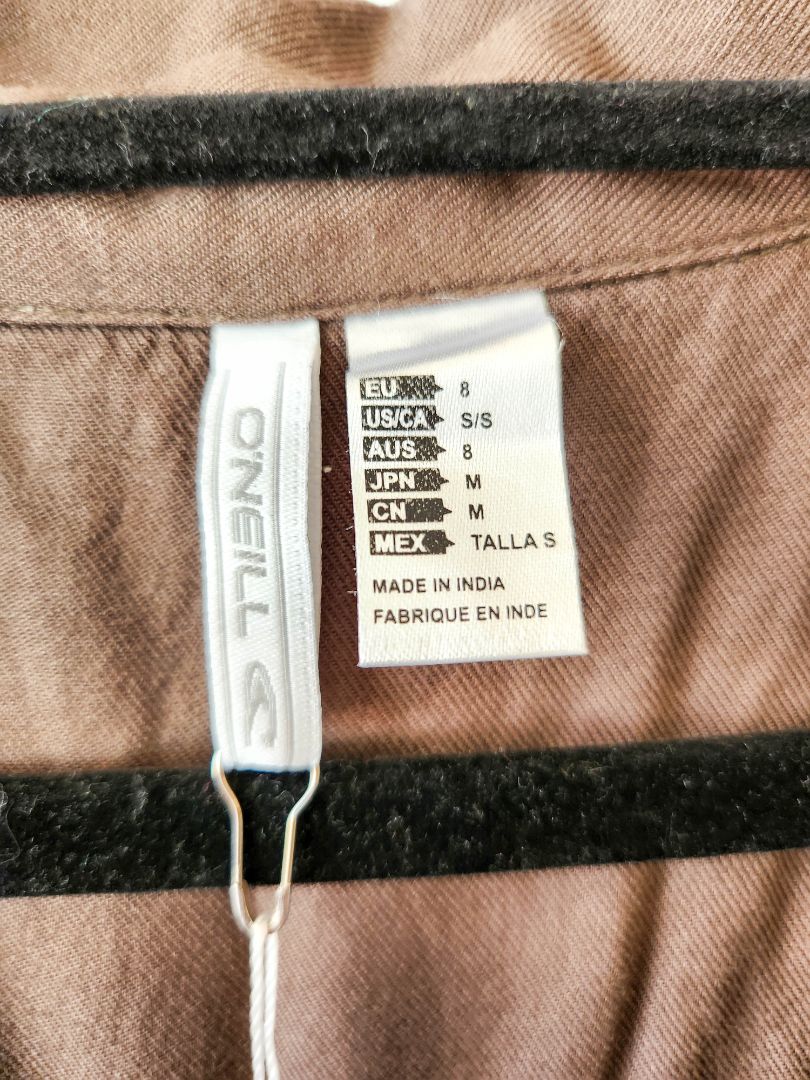 O'NEILL
EU 8
US/CA S/S
AUS 8
JPN M
CN M
MEX TALLA S
MADE IN INDIA
FABRIQUE EN INDE